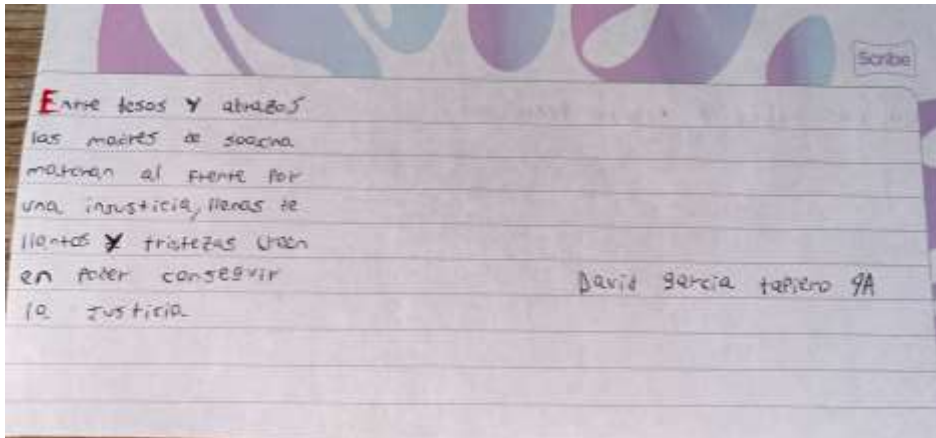 Scribe
Entre besos y abrazos
las madres de soacha
marchan al frente por
una injusticia, llenas de
llantos y tristezas creen
en poder conseguir
la justicia
David garcia tapiero 9A